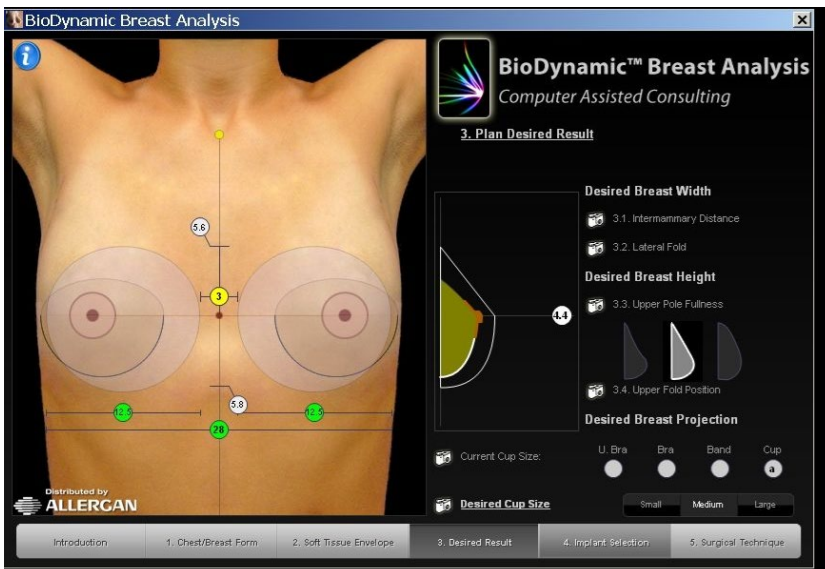 BioDynamic Breast Analysis
BioDynamic™ Breast Analysis
Computer Assisted Consulting
3. Plan Desired Result
Desired Breast Width
3.1. Intermammary Distance
3.2. Lateral Fold
Desired Breast Height
3.3. Upper Pole Fullness
3.4. Upper Fold Position
Desired Breast Projection
Current Cup Size:
U. Bra
Bra
Band
Cup
a
Desired Cup Size
Small
Medium
Large
i
5.6
3
4.4
5.8
12.5
12.5
28
Distributed by
ALLERGAN
Introduction
1. Chest/Breast Form
2. Soft Tissue Envelope
3. Desired Result
4. Implant Selection
5. Surgical Technique